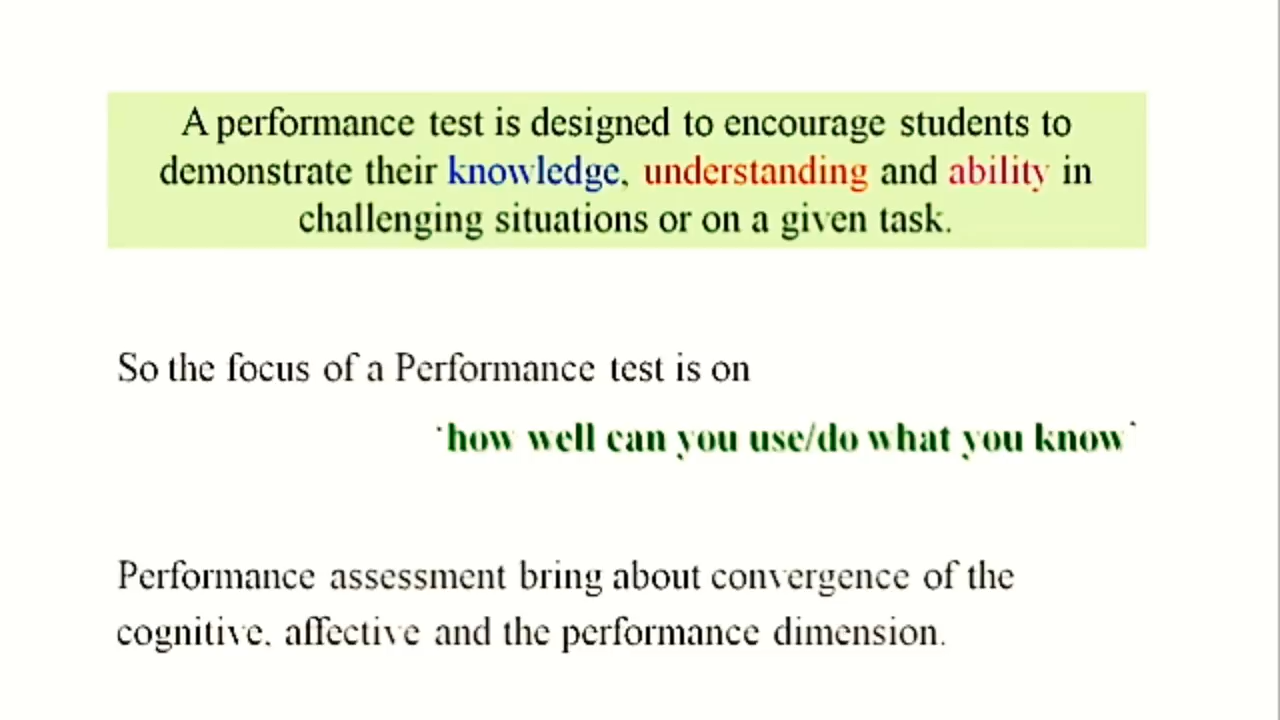 A performance test is designed to encourage students to
demonstrate their knowledge, understanding and ability in
challenging situations or on a given task.
So the focus of a Performance test is on
'how well can you use/do what you know'
Performance assessment bring about convergence of the
cognitive, affective and the performance dimension.